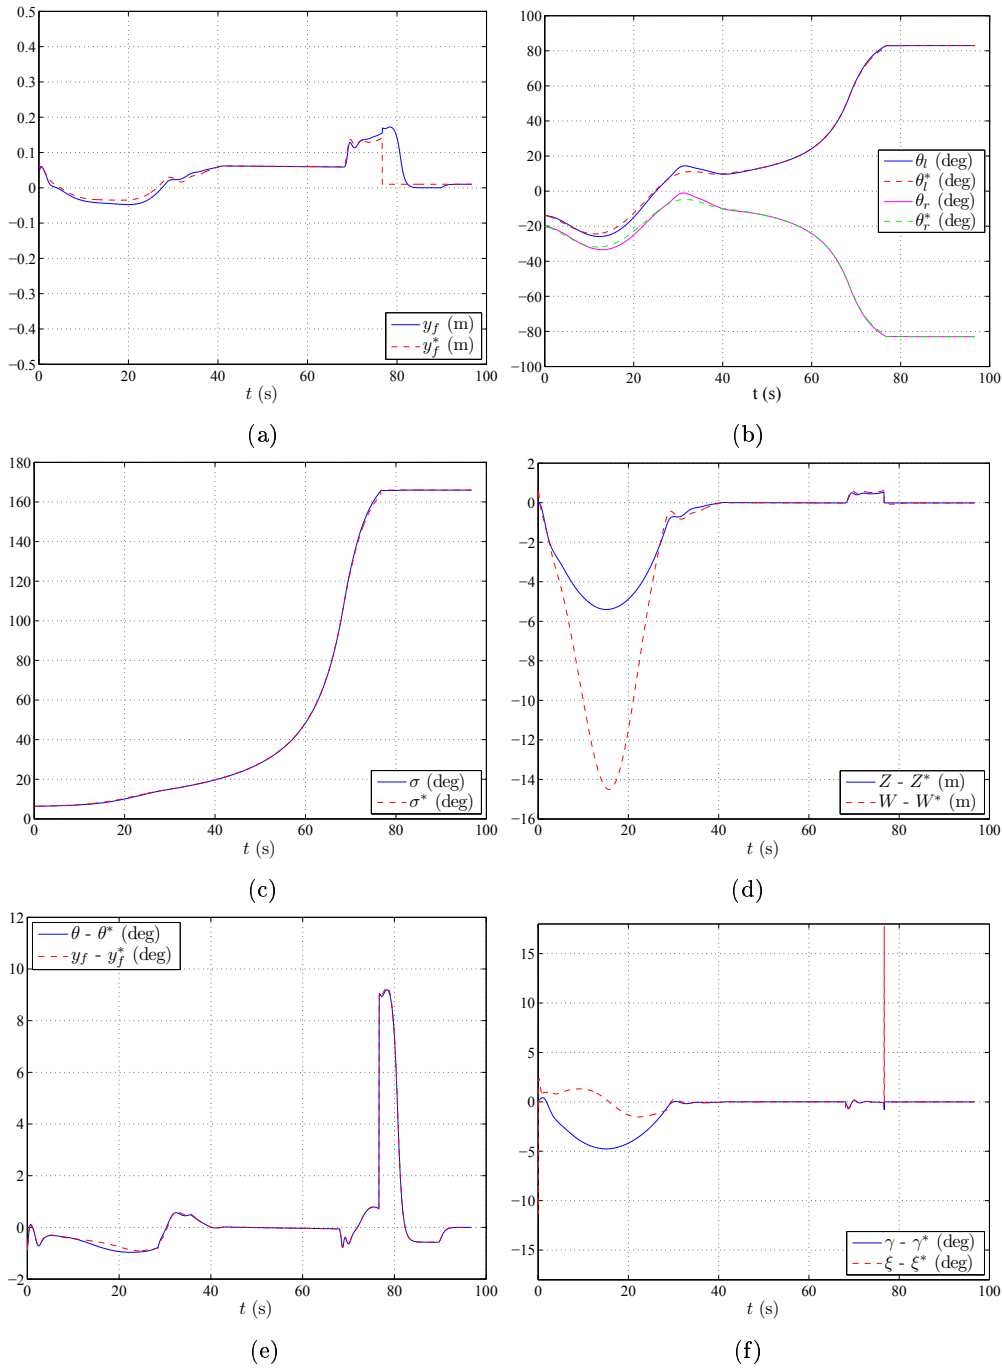 0.5
0.4
0.3
0.2
0.1
0
−0.1
−0.2
−0.3
−0.4
−0.5
0 20 40 60 80 100
t (s)
y_f (m)
y_f^* (m)
(a)
100
80
60
40
20
0
−20
−40
−60
−80
−100
0 20 40 60 80 100
t (s)
θ_l (deg)
θ_l^* (deg)
θ_r (deg)
θ_r^* (deg)
(b)
180
160
140
120
100
80
60
40
20
0
0 20 40 60 80 100
t (s)
σ (deg)
σ^* (deg)
(c)
2
0
−2
−4
−6
−8
−10
−12
−14
−16
0 20 40 60 80 100
t (s)
Z - Z^* (m)
W - W^* (m)
(d)
12
10
8
6
4
2
0
−2
0 20 40 60 80 100
t (s)
θ - θ^* (deg)
y_f - y_f^* (deg)
(e)
15
10
5
0
−5
−10
−15
0 20 40 60 80 100
t (s)
γ - γ^* (deg)
ξ - ξ^* (deg)
(f)